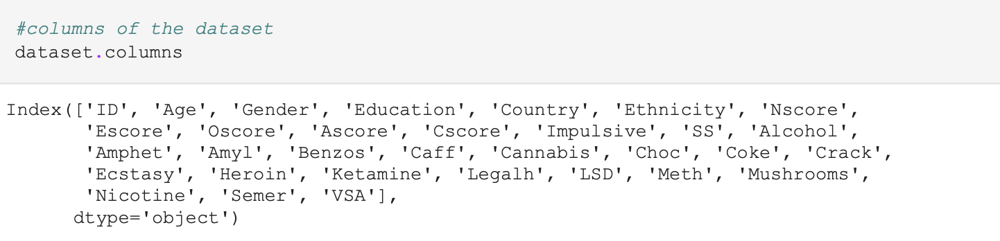 #columns of the dataset
dataset.columns
Index(['ID', 'Age', 'Gender', 'Education', 'Country', 'Ethnicity', 'Nscore',
'Escore', 'Oscore', 'Ascore', 'Cscore', 'Impulsive', 'SS', 'Alcohol',
'Amphet', 'Amyl', 'Benzos', 'Caff', 'Cannabis', 'Choc', 'Coke', 'Crack',
'Ecstasy', 'Heroin', 'Ketamine', 'Legalh', 'LSD', 'Meth', 'Mushrooms',
'Nicotine', 'Semer', 'VSA'],
dtype='object')